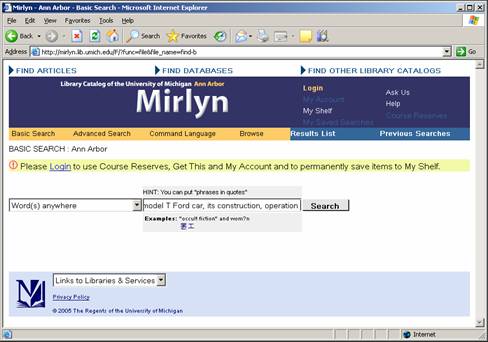 Mirlyn - Ann Arbor - Basic Search - Microsoft Internet Explorer
File Edit View Favorites Tools Help
Back Search Favorites
Address http://mirlyn.lib.umich.edu/F/?func=file&file_name=find-b Go
FIND ARTICLES FIND DATABASES FIND OTHER LIBRARY CATALOGS
Library Catalog of the University of Michigan Ann Arbor
Mirlyn
Login Ask Us
My Account Help
My Shelf Course Reserves
My Saved Searches
Basic Search Advanced Search Command Language Browse Results List Previous Searches
BASIC SEARCH : Ann Arbor
Please Login to use Course Reserves, Get This and My Account and to permanently save items to My Shelf.
HINT: You can put "phrases in quotes"
Word(s) anywhere model T Ford car, its construction, operation Search
Examples: "occult fiction" and wom?n
Links to Libraries & Services
Privacy Policy
© 2005 The Regents of the University of Michigan
Internet